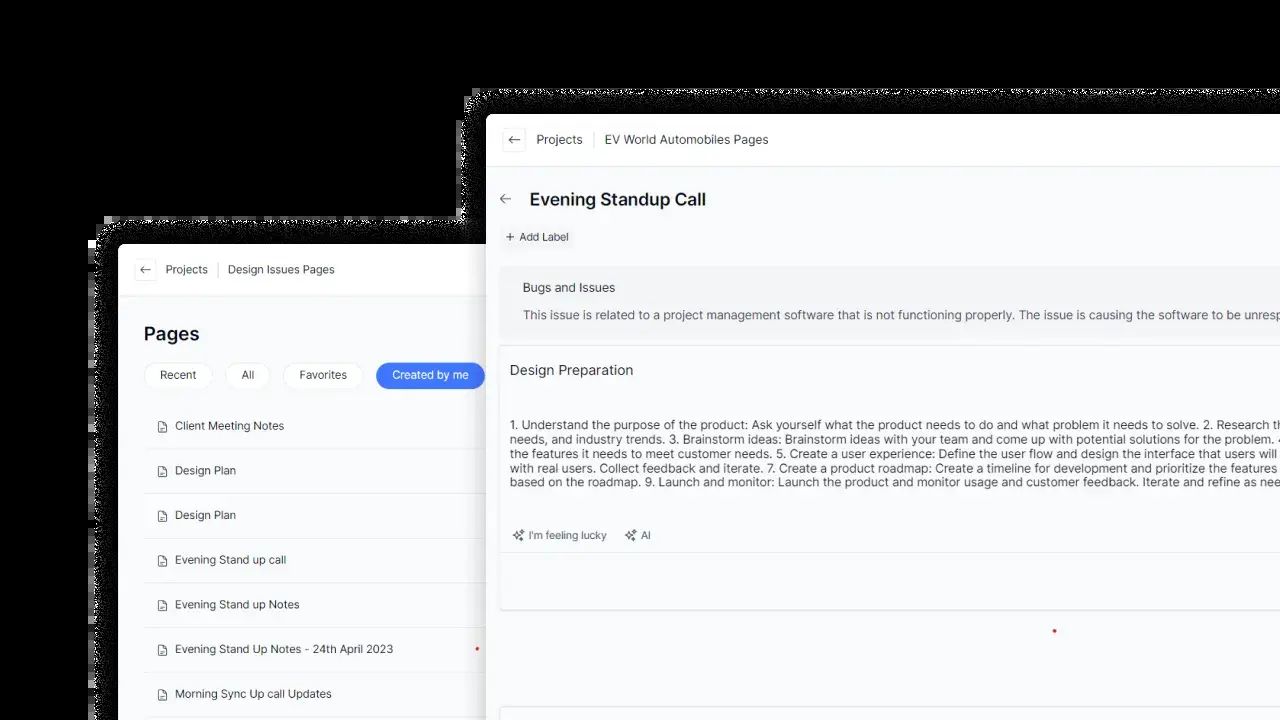 Projects
EV World Automobiles Pages
Evening Standup Call
+ Add Label
Bugs and Issues
This issue is related to a project management software that is not functioning properly. The issue is causing the software to be
Design Preparation
1. Understand the purpose of the product: Ask yourself what the product needs to do and what problem it needs to solve. 2. Research
needs, and industry trends. 3. Brainstorm ideas: Brainstorm ideas with your team and come up with potential solutions for the problem.
the features it needs to meet customer needs. 5. Create a user experience: Define the user flow and design the interface that users will
with real users. Collect feedback and iterate. 7. Create a product roadmap: Create a timeline for development and prioritize the features
based on the roadmap. 9. Launch and monitor: Launch the product and monitor usage and customer feedback. Iterate and refine as
I'm feeling lucky
AI
Projects
Design Issues Pages
Pages
Recent
All
Favorites
Created by me
Client Meeting Notes
Design Plan
Design Plan
Evening Stand up call
Evening Stand up Notes
Evening Stand Up Notes - 24th April 2023
Morning Sync Up call Updates